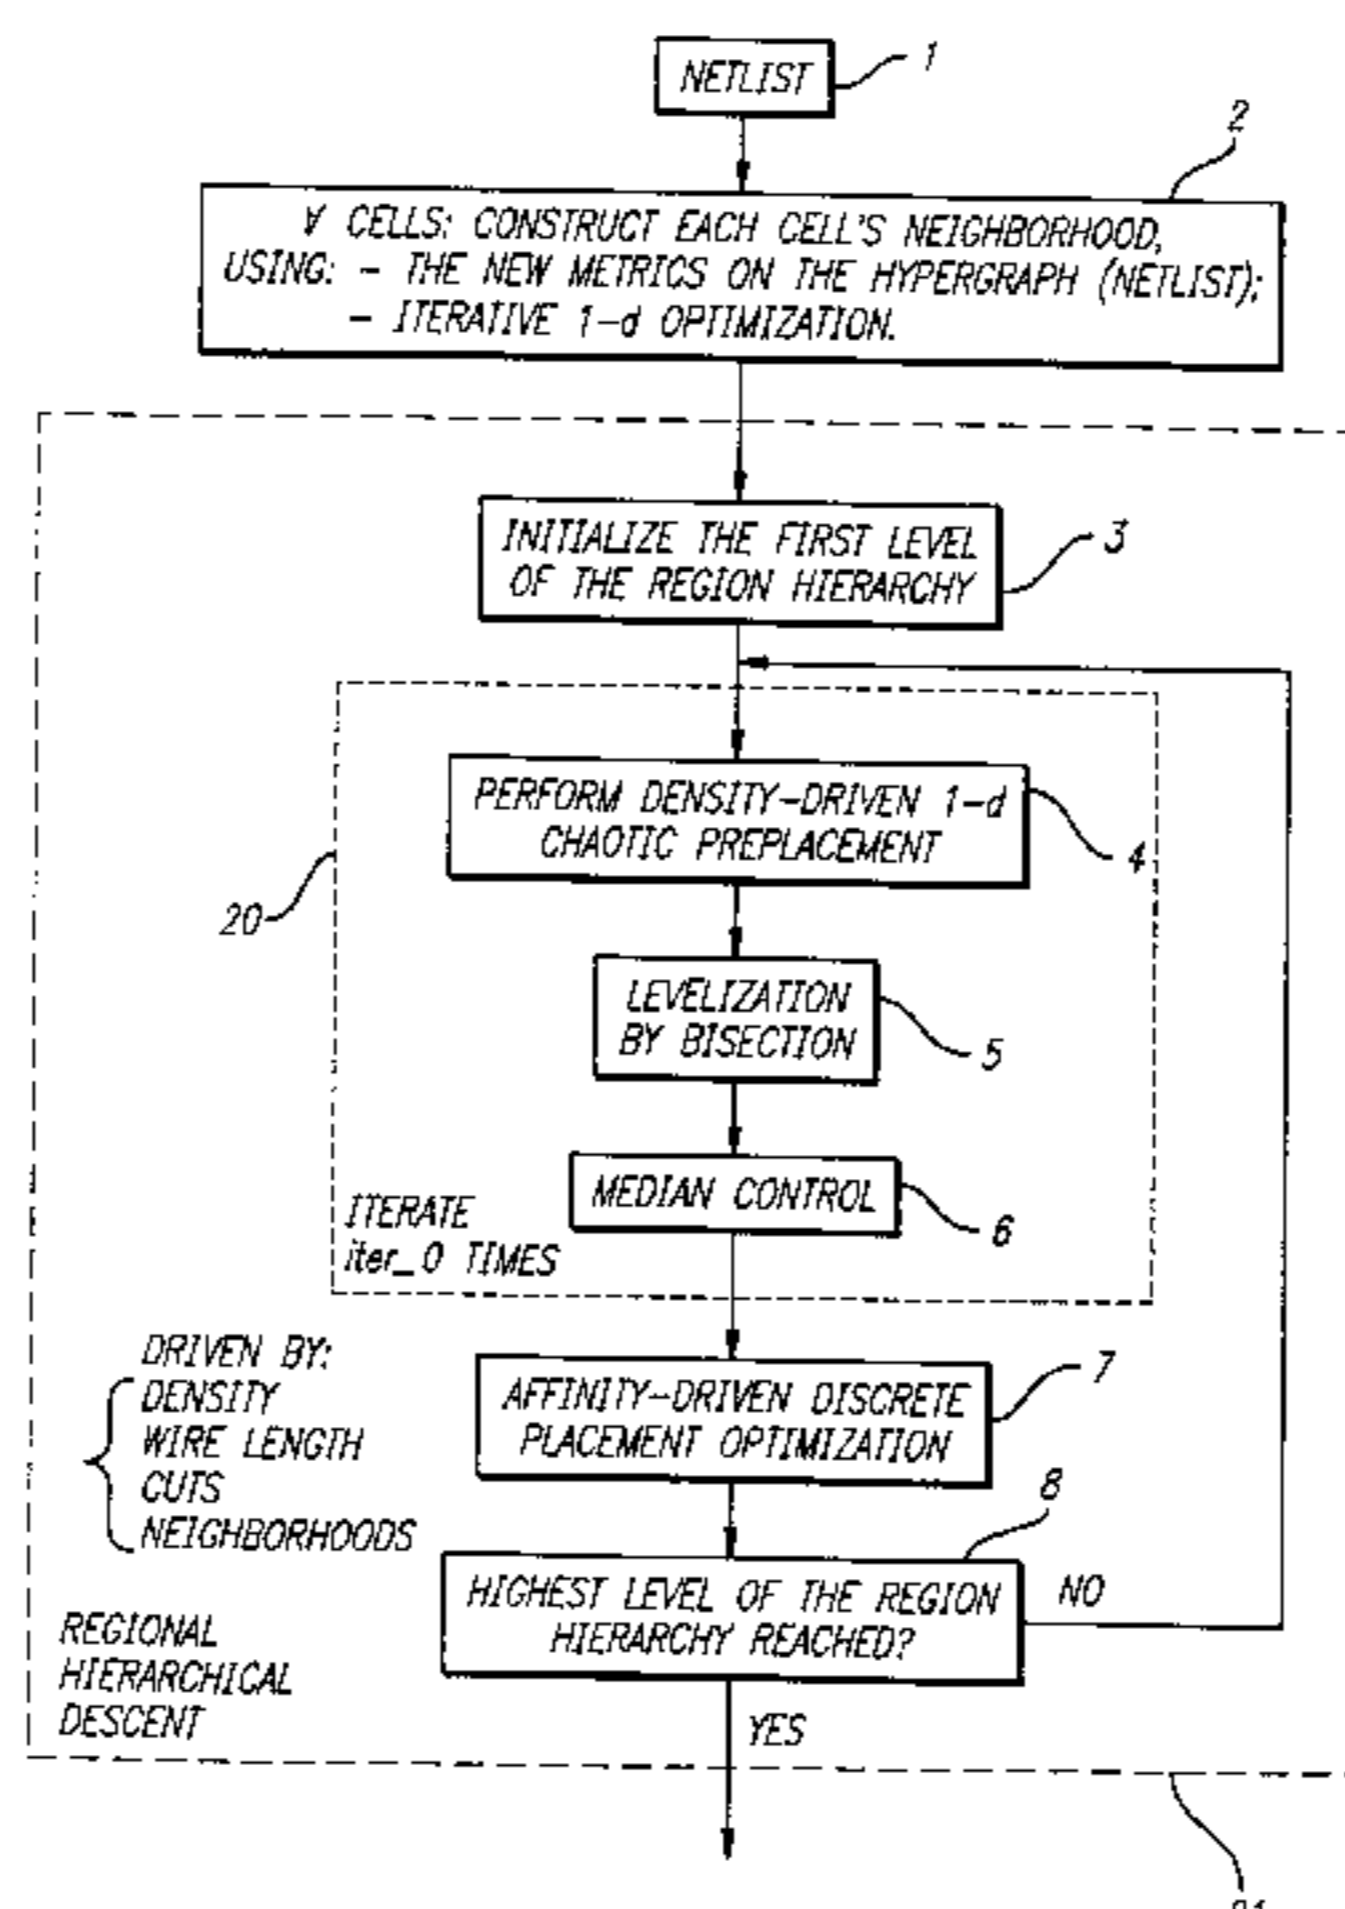 NETLIST
1
2
∀ CELLS: CONSTRUCT EACH CELL'S NEIGHBORHOOD,
USING: - THE NEW METRICS ON THE HYPERGRAPH (NETLIST);
- ITERATIVE 1-d OPTIMIZATION.
INITIALIZE THE FIRST LEVEL
OF THE REGION HIERARCHY
3
PERFORM DENSITY-DRIVEN 1-d
CHAOTIC PREPLACEMENT
4
20
LEVELIZATION
BY BISECTION
5
MEDIAN CONTROL
6
ITERATE
iter_0 TIMES
DRIVEN BY:
DENSITY
WIRE LENGTH
CUTS
NEIGHBORHOODS
AFFINITY-DRIVEN DISCRETE
PLACEMENT OPTIMIZATION
7
8
HIGHEST LEVEL OF THE REGION
HIERARCHY REACHED?
NO
REGIONAL
HIERARCHICAL
DESCENT
YES